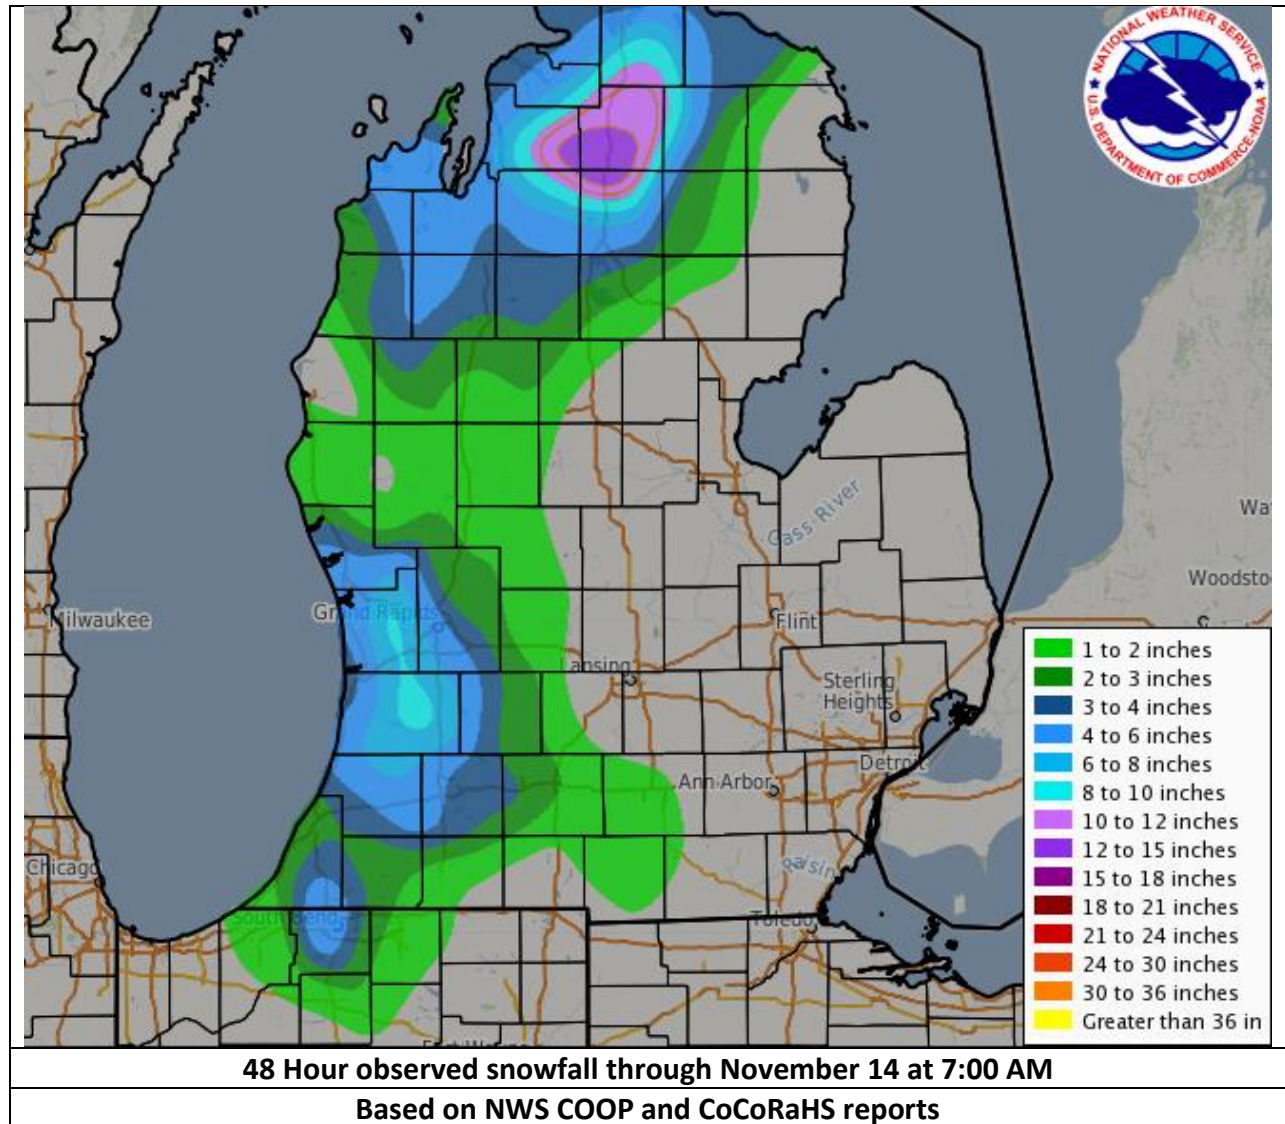 NATIONAL WEATHER SERVICE
U.S. DEPARTMENT OF COMMERCE-NOAA
Cass River
Woodsto
Milwaukee
Grand Rapids
Flint
Lansing
Sterling
Heights
Detroit
Ann Arbor
Chicago
Raisin
South Bend
Toledo
Fort Wayne
1 to 2 inches
2 to 3 inches
3 to 4 inches
4 to 6 inches
6 to 8 inches
8 to 10 inches
10 to 12 inches
12 to 15 inches
15 to 18 inches
18 to 21 inches
21 to 24 inches
24 to 30 inches
30 to 36 inches
Greater than 36 in
48 Hour observed snowfall through November 14 at 7:00 AM
Based on NWS COOP and CoCoRaHS reports